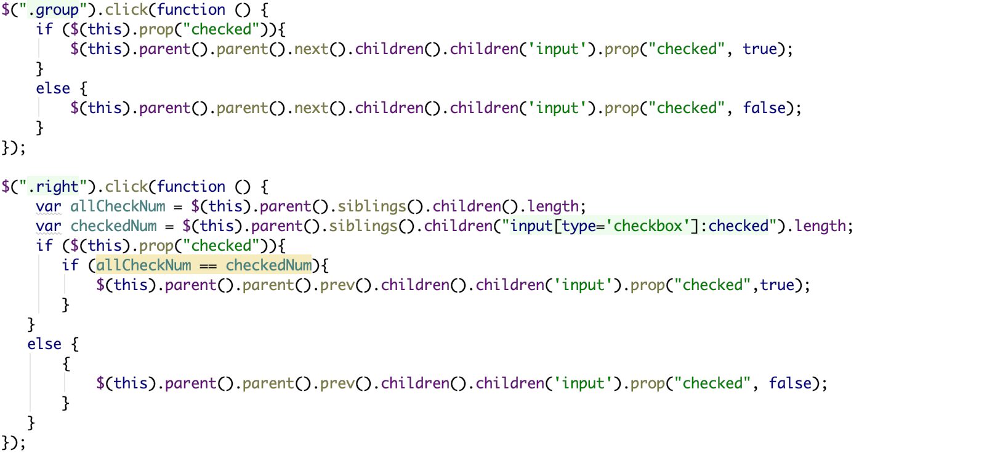 $(".group").click(function () {
    if ($(this).prop("checked")){
        $(this).parent().parent().next().children().children('input').prop("checked", true);
    }
    else {
        $(this).parent().parent().next().children().children('input').prop("checked", false);
    }
});

$(".right").click(function () {
    var allCheckNum = $(this).parent().siblings().children().length;
    var checkedNum = $(this).parent().siblings().children("input[type='checkbox']:checked").length;
    if ($(this).prop("checked")){
       if (allCheckNum == checkedNum){
           $(this).parent().parent().prev().children().children('input').prop("checked",true);
       }
   }
   else {
       {
           $(this).parent().parent().prev().children().children('input').prop("checked", false);
       }
   }
});